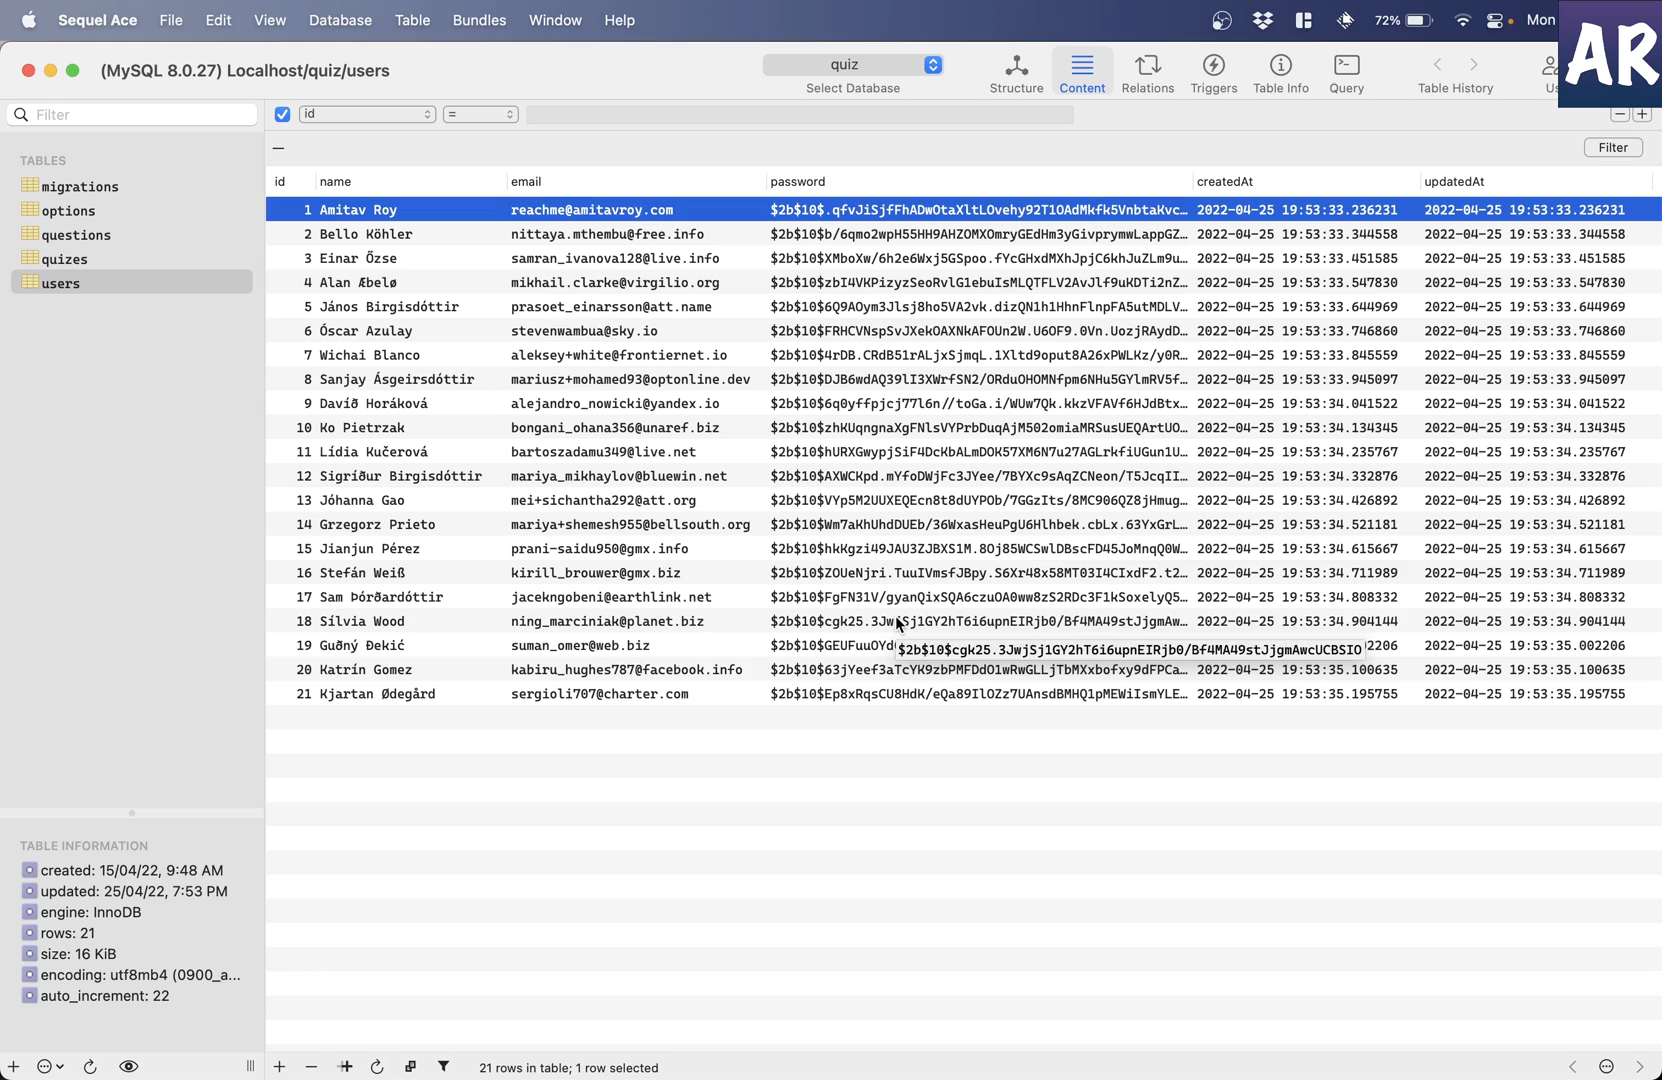 Sequel Ace File Edit View Database Table Bundles Window Help 72% Mon
AR
(MySQL 8.0.27) Localhost/quiz/users
quiz
Select Database Structure Content Relations Triggers Table Info Query Table History Us
Filter
id =
Filter
TABLES
migrations
options
questions
quizes
users
id name email password createdAt updatedAt
1 Amitav Roy reachme@amitavroy.com $2b$10$.qfvJiSjfFhADwOtaXltLOvehy92T1OAdMkfk5VnbtaKvc… 2022-04-25 19:53:33.236231 2022-04-25 19:53:33.236231
2 Bello Köhler nittaya.mthembu@free.info $2b$10$b/6qmo2wpH55HH9AHZOMXOmryGEdHm3yGivprymwLappGZ… 2022-04-25 19:53:33.344558 2022-04-25 19:53:33.344558
3 Einar Őzse samran_ivanova128@live.info $2b$10$XMboXw/6h2e6Wxj5GSpoo.fYcGHxdMXhJpjC6khJuZLm9u… 2022-04-25 19:53:33.451585 2022-04-25 19:53:33.451585
4 Alan Æbelø mikhail.clarke@virgilio.org $2b$10$zbI4VKPizyzSeoRvlG1ebuIsMLQTFLV2AvJlf9uKDTi2nZ… 2022-04-25 19:53:33.547830 2022-04-25 19:53:33.547830
5 János Birgisdóttir prasoet_einarsson@att.name $2b$10$6Q9AOym3Jlsj8ho5VA2vk.dizQN1h1HhnFlnpFA5utMDLV… 2022-04-25 19:53:33.644969 2022-04-25 19:53:33.644969
6 Óscar Azulay stevenwambua@sky.io $2b$10$FRHCVNspSvJXekOAXNkAFOUn2W.U6OF9.0Vn.UozjRAydD… 2022-04-25 19:53:33.746860 2022-04-25 19:53:33.746860
7 Wichai Blanco aleksey+white@frontiernet.io $2b$10$4rDB.CRdB51rALjxSjmqL.1Xltd9oput8A26xPWLKz/y0R… 2022-04-25 19:53:33.845559 2022-04-25 19:53:33.845559
8 Sanjay Ásgeirsdóttir mariusz+mohamed93@optonline.dev $2b$10$DJB6wdAQ39lI3XWrfSN2/ORduOHOMNfpm6NHu5GYlmRV5f… 2022-04-25 19:53:33.945097 2022-04-25 19:53:33.945097
9 Davíð Horáková alejandro_nowicki@yandex.io $2b$10$6q0yffpjcj77l6n//toGa.i/WUw7Qk.kkzVFAVf6HJdBtx… 2022-04-25 19:53:34.041522 2022-04-25 19:53:34.041522
10 Ko Pietrzak bongani_ohana356@unaref.biz $2b$10$zhKUqngnaXgFNlsVYPrbDuqAjM502omiaMRSusUEQArtUO… 2022-04-25 19:53:34.134345 2022-04-25 19:53:34.134345
11 Lídia Kučerová bartoszadamu349@live.net $2b$10$hURXGwypjSiF4DcKbALmDOK57XM6N7u27AGLrkfiUGun1U… 2022-04-25 19:53:34.235767 2022-04-25 19:53:34.235767
12 Sigríður Birgisdóttir mariya_mikhaylov@bluewin.net $2b$10$AXWCKpd.mYfoDWjFc3JYee/7BYXc9sAqZCNeon/T5JcqII… 2022-04-25 19:53:34.332876 2022-04-25 19:53:34.332876
13 Jóhanna Gao mei+sichantha292@att.org $2b$10$VYp5M2UUXEQEcn8t8dUYPOb/7GGzIts/8MC906QZ8jHmug… 2022-04-25 19:53:34.426892 2022-04-25 19:53:34.426892
14 Grzegorz Prieto mariya+shemesh955@bellsouth.org $2b$10$Wm7aKhUhdDUEb/36WxasHeuPgU6Hlhbek.cbLx.63YxGrL… 2022-04-25 19:53:34.521181 2022-04-25 19:53:34.521181
15 Jianjun Pérez prani-saidu950@gmx.info $2b$10$hkKgzi49JAU3ZJBXS1M.8Oj85WCSwlDBscFD45JoMnqQ0W… 2022-04-25 19:53:34.615667 2022-04-25 19:53:34.615667
16 Stefán Weiß kirill_brouwer@gmx.biz $2b$10$ZOUeNjri.TuuIVmsfJBpy.S6Xr48x58MT03I4CIxdF2.t2… 2022-04-25 19:53:34.711989 2022-04-25 19:53:34.711989
17 Sam Þórðardóttir jacekngobeni@earthlink.net $2b$10$FgFN31V/gyanQixSQA6czuOA0ww8zS2RDc3F1kSoxelyQ5… 2022-04-25 19:53:34.808332 2022-04-25 19:53:34.808332
18 Sílvia Wood ning_marciniak@planet.biz $2b$10$cgk25.3JwjSj1GY2hT6i6upnEIRjb0/Bf4MA49stJjgmAw… 2022-04-25 19:53:34.904144 2022-04-25 19:53:34.904144
19 Guðný Đekić suman_omer@web.biz $2b$10$GEUFuuOYd 2206 2022-04-25 19:53:35.002206
$2b$10$cgk25.3JwjSj1GY2hT6i6upnEIRjb0/Bf4MA49stJjgmAwcUCBSIO
20 Katrín Gomez kabiru_hughes787@facebook.info $2b$10$63jYeef3aTcYK9zbPMFDdO1wRwGLLjTbMXxbofxy9dFPCa… 2022-04-25 19:53:35.100635 2022-04-25 19:53:35.100635
21 Kjartan Ødegård sergioli707@charter.com $2b$10$Ep8xRqsCU8HdK/eQa89IlOZz7UAnsdBMHQ1pMEWiIsmYLE… 2022-04-25 19:53:35.195755 2022-04-25 19:53:35.195755
TABLE INFORMATION
created: 15/04/22, 9:48 AM
updated: 25/04/22, 7:53 PM
engine: InnoDB
rows: 21
size: 16 KiB
encoding: utf8mb4 (0900_a...
auto_increment: 22
21 rows in table; 1 row selected